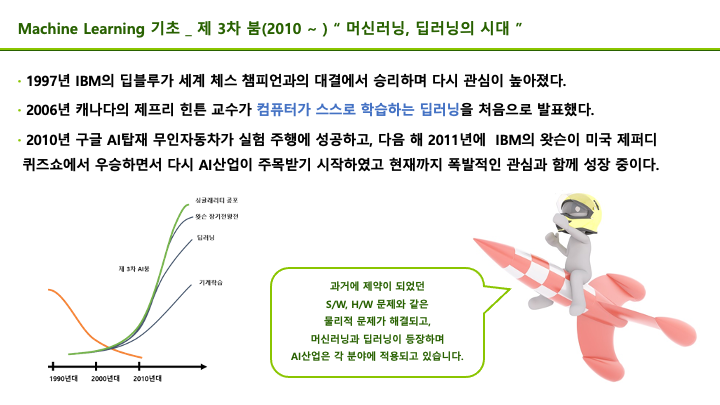 Machine Learning 기초 _ 제 3차 붐(2010 ~ ) “ 머신러닝, 딥러닝의 시대 ”
· 1997년 IBM의 딥블루가 세계 체스 챔피언과의 대결에서 승리하며 다시 관심이 높아졌다.
· 2006년 캐나다의 제프리 힌튼 교수가 컴퓨터가 스스로 학습하는 딥러닝을 처음으로 발표했다.
· 2010년 구글 AI탑재 무인자동차가 실험 주행에 성공하고, 다음 해 2011년에 IBM의 왓슨이 미국 제퍼디
퀴즈쇼에서 우승하면서 다시 AI산업이 주목받기 시작하였고 현재까지 폭발적인 관심과 함께 성장 중이다.
싱귤래리티 공포
왓슨 장기전왕전
딥러닝
제 3차 AI붐
기계학습
1990년대 2000년대 2010년대
과거에 제약이 되었던
S/W, H/W 문제와 같은
물리적 문제가 해결되고,
머신러닝과 딥러닝이 등장하며
AI산업은 각 분야에 적용되고 있습니다.